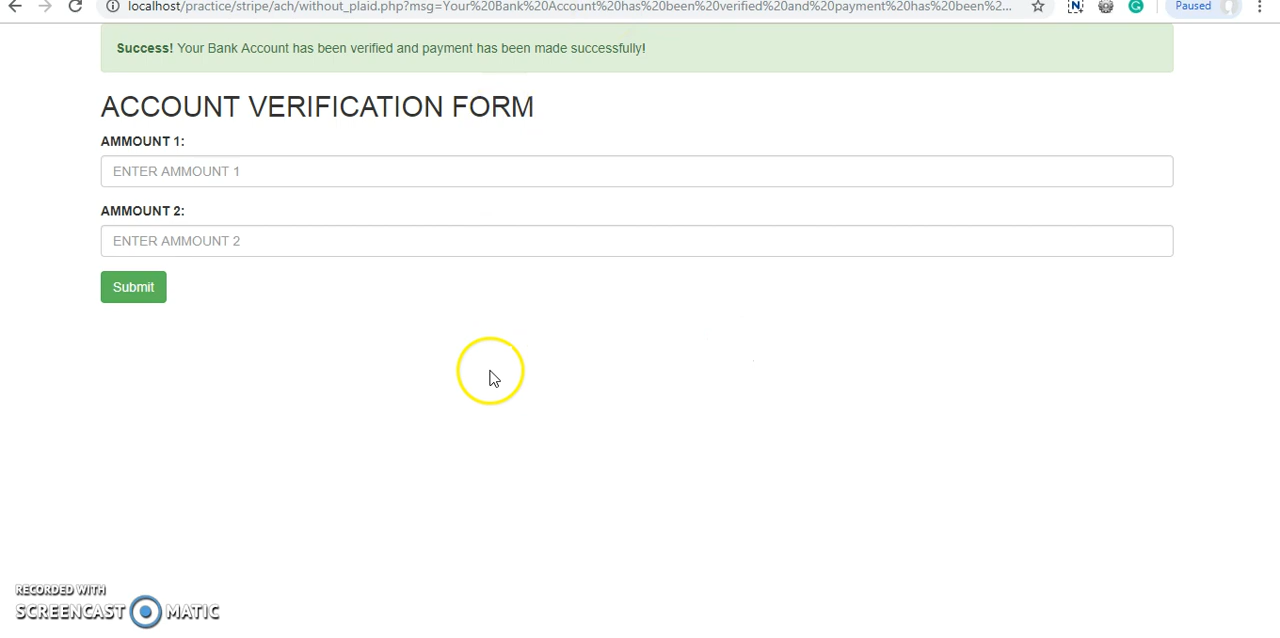 localhost/practice/stripe/ach/without_plaid.php?msg=Your%20Bank%20Account%20has%20been%20verified%20and%20payment%20has%20been%2... Paused
Success! Your Bank Account has been verified and payment has been made successfully!
ACCOUNT VERIFICATION FORM
AMMOUNT 1:
ENTER AMMOUNT 1
AMMOUNT 2:
ENTER AMMOUNT 2
Submit
RECORDED WITH
SCREENCAST MATIC